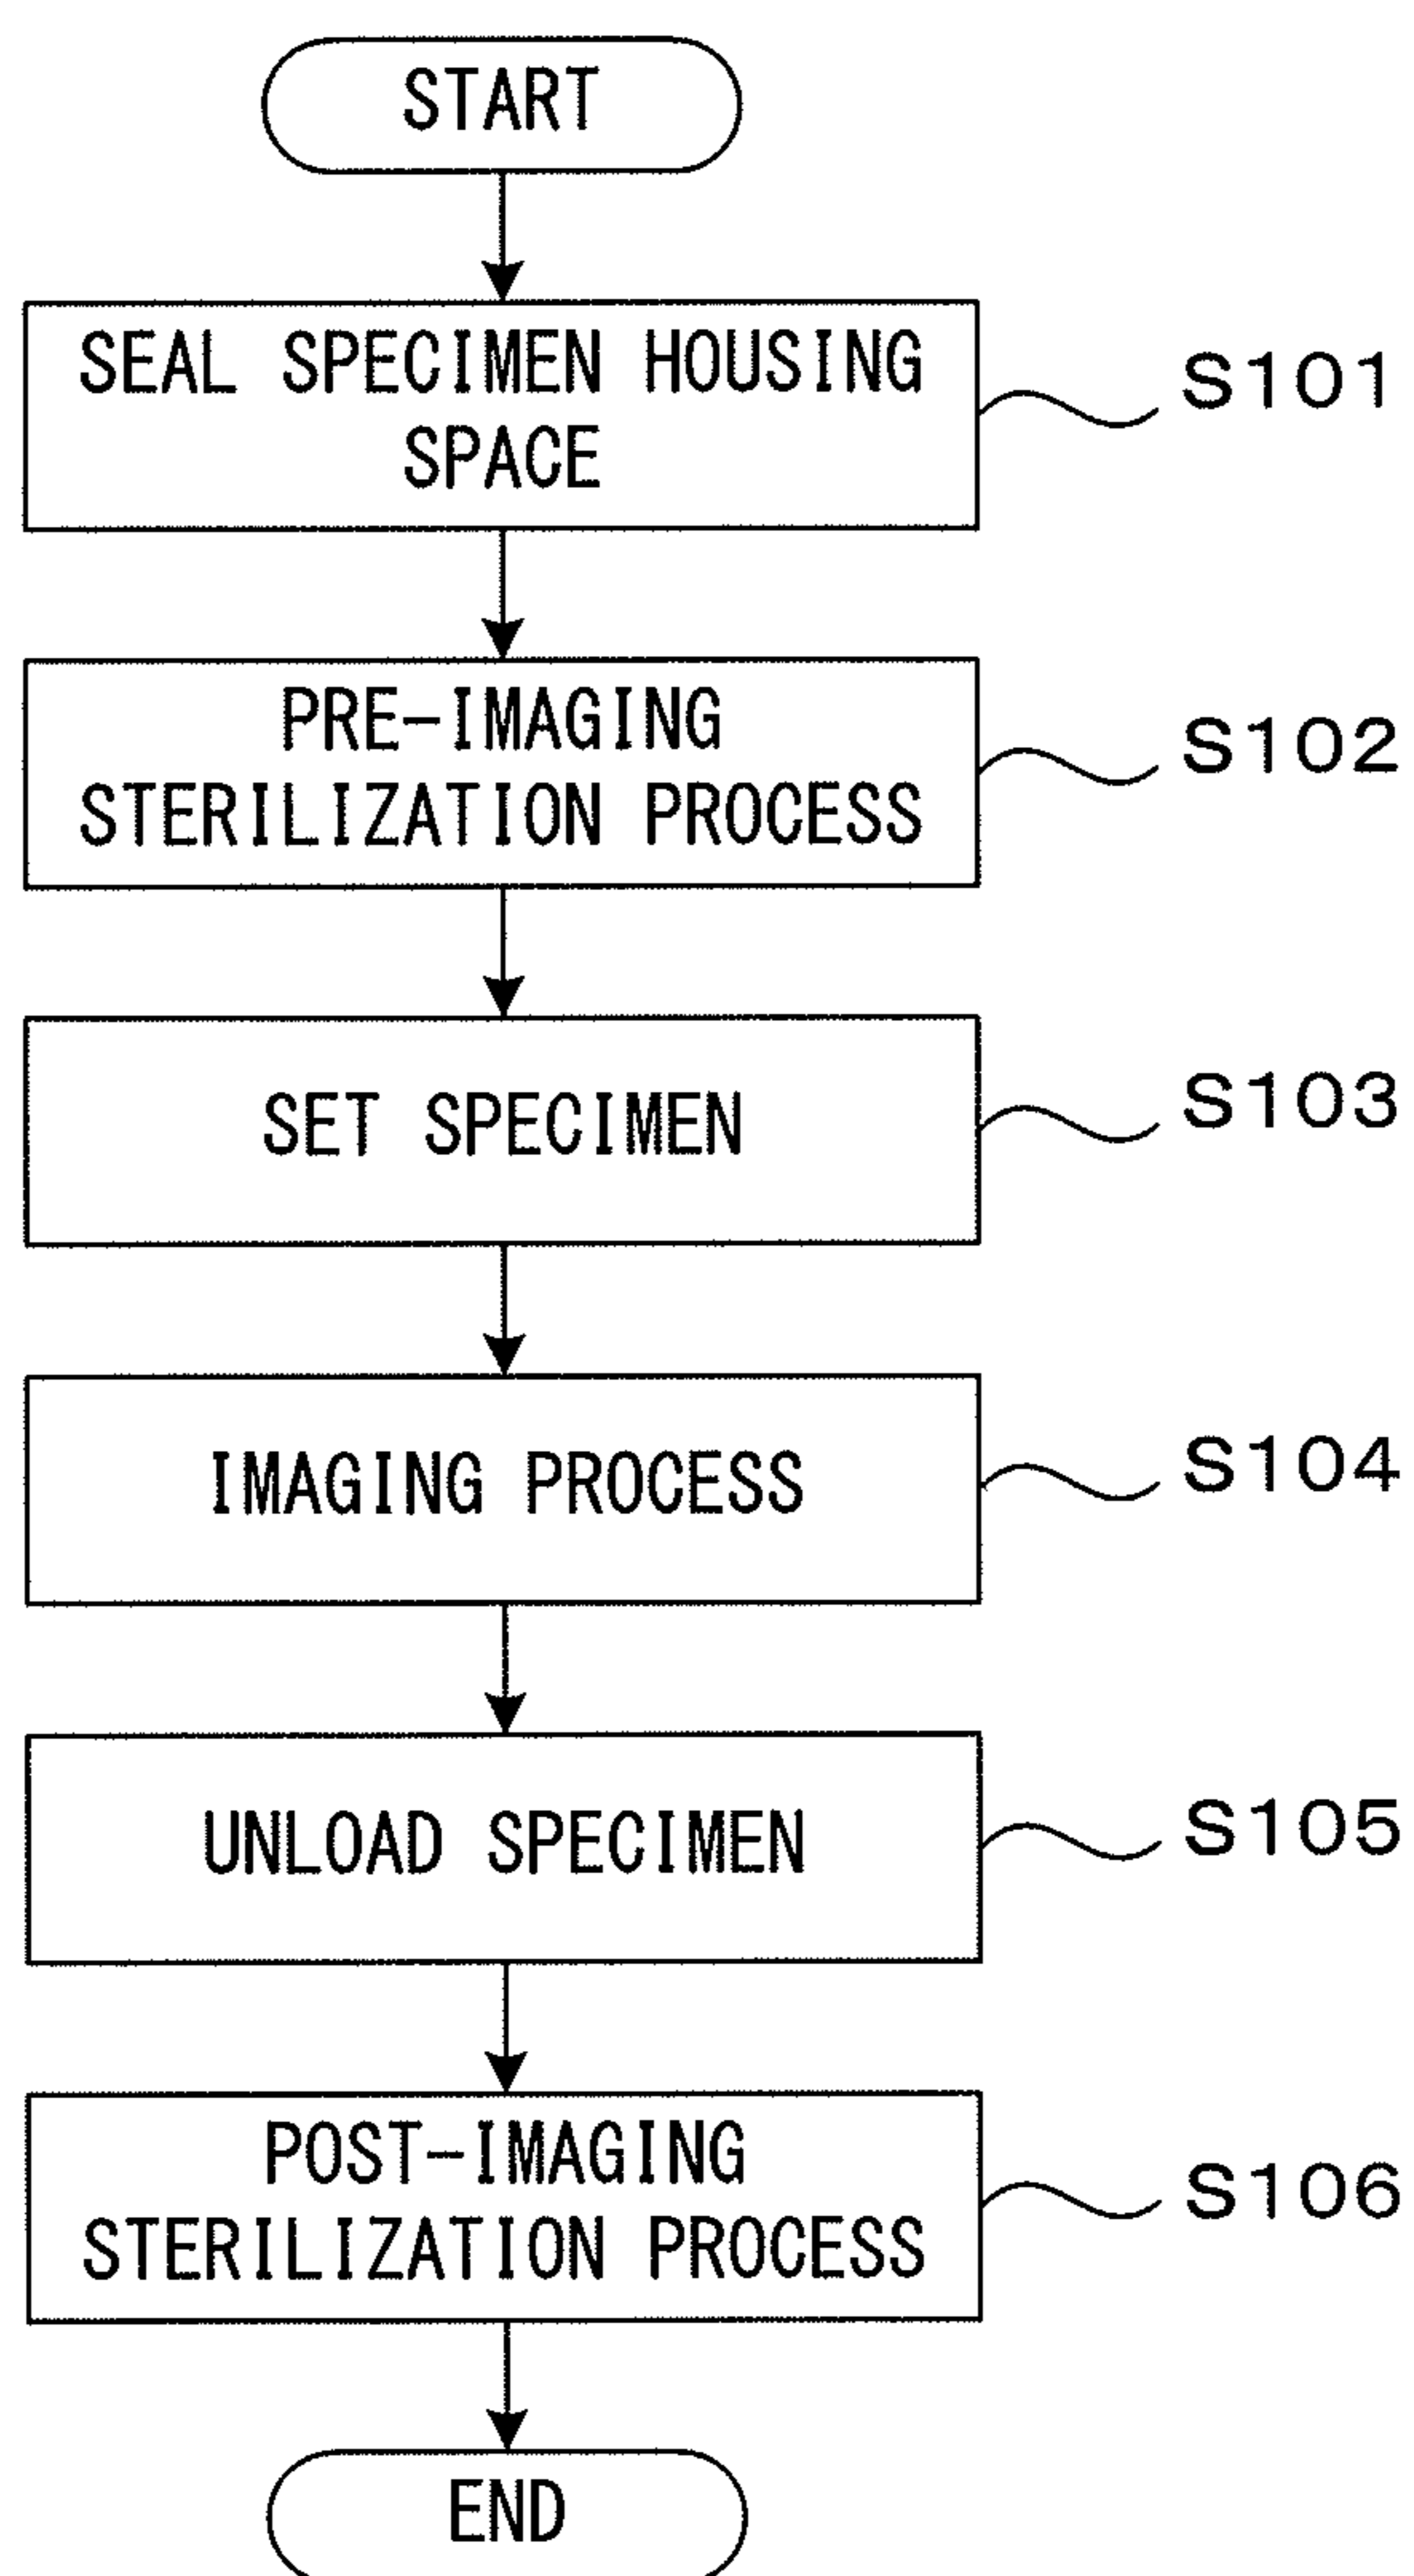 START
SEAL SPECIMEN HOUSING
SPACE
S101
PRE-IMAGING
STERILIZATION PROCESS
S102
SET SPECIMEN
S103
IMAGING PROCESS
S104
UNLOAD SPECIMEN
S105
POST-IMAGING
STERILIZATION PROCESS
S106
END